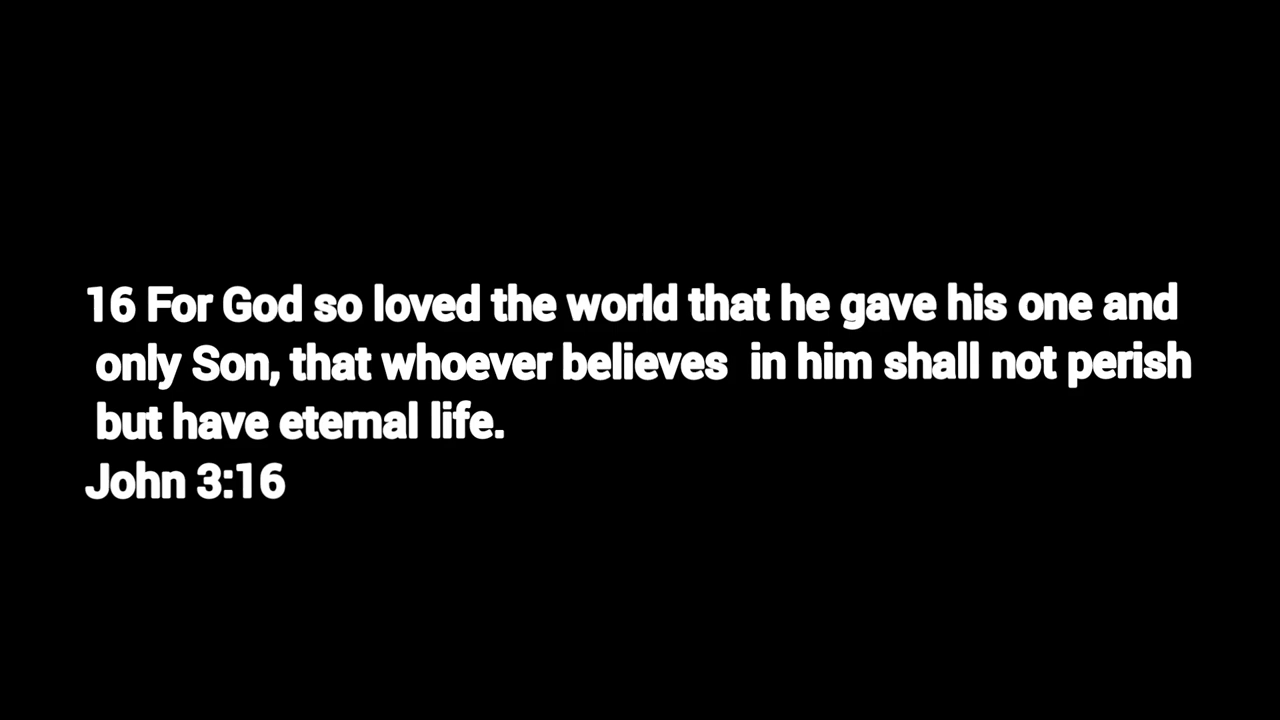 16 For God so loved the world that he gave his one and
only Son, that whoever believes in him shall not perish
but have eternal life.
John 3:16